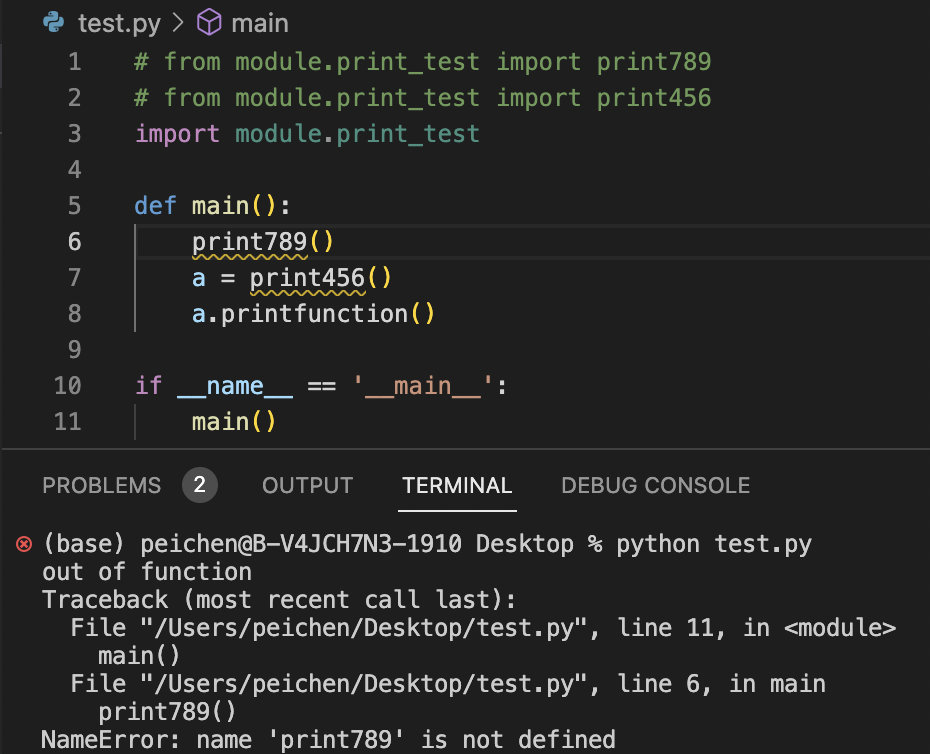 test.py > main
1 # from module.print_test import print789
2 # from module.print_test import print456
3 import module.print_test
4
5 def main():
6     print789()
7     a = print456()
8     a.printfunction()
9
10 if __name__ == '__main__':
11     main()
PROBLEMS 2 OUTPUT TERMINAL DEBUG CONSOLE
(base) peichen@B-V4JCH7N3-1910 Desktop % python test.py
out of function
Traceback (most recent call last):
  File "/Users/peichen/Desktop/test.py", line 11, in <module>
    main()
  File "/Users/peichen/Desktop/test.py", line 6, in main
    print789()
NameError: name 'print789' is not defined